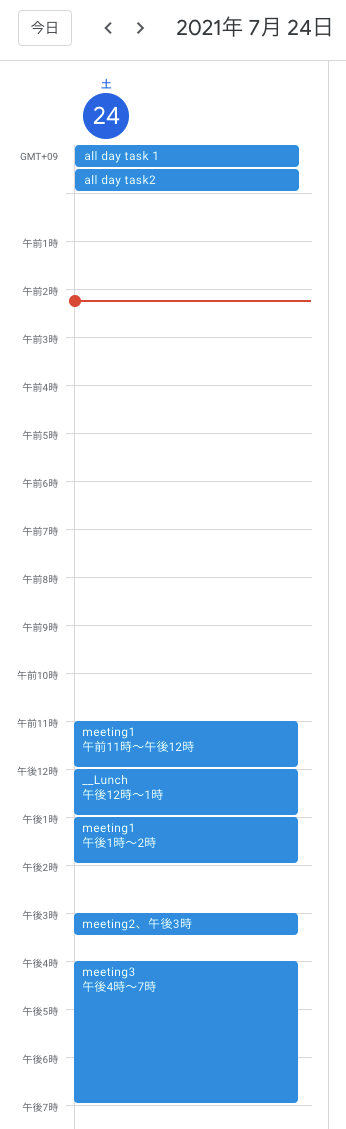 今日
2021年 7月 24日
土
24
GMT+09
all day task 1
all day task2
午前1時
午前2時
午前3時
午前4時
午前5時
午前6時
午前7時
午前8時
午前9時
午前10時
午前11時
meeting1
午前11時～午後12時
午後12時
__Lunch
午後12時～1時
午後1時
meeting1
午後1時～2時
午後2時
午後3時
meeting2、午後3時
午後4時
meeting3
午後4時～7時
午後5時
午後6時
午後7時